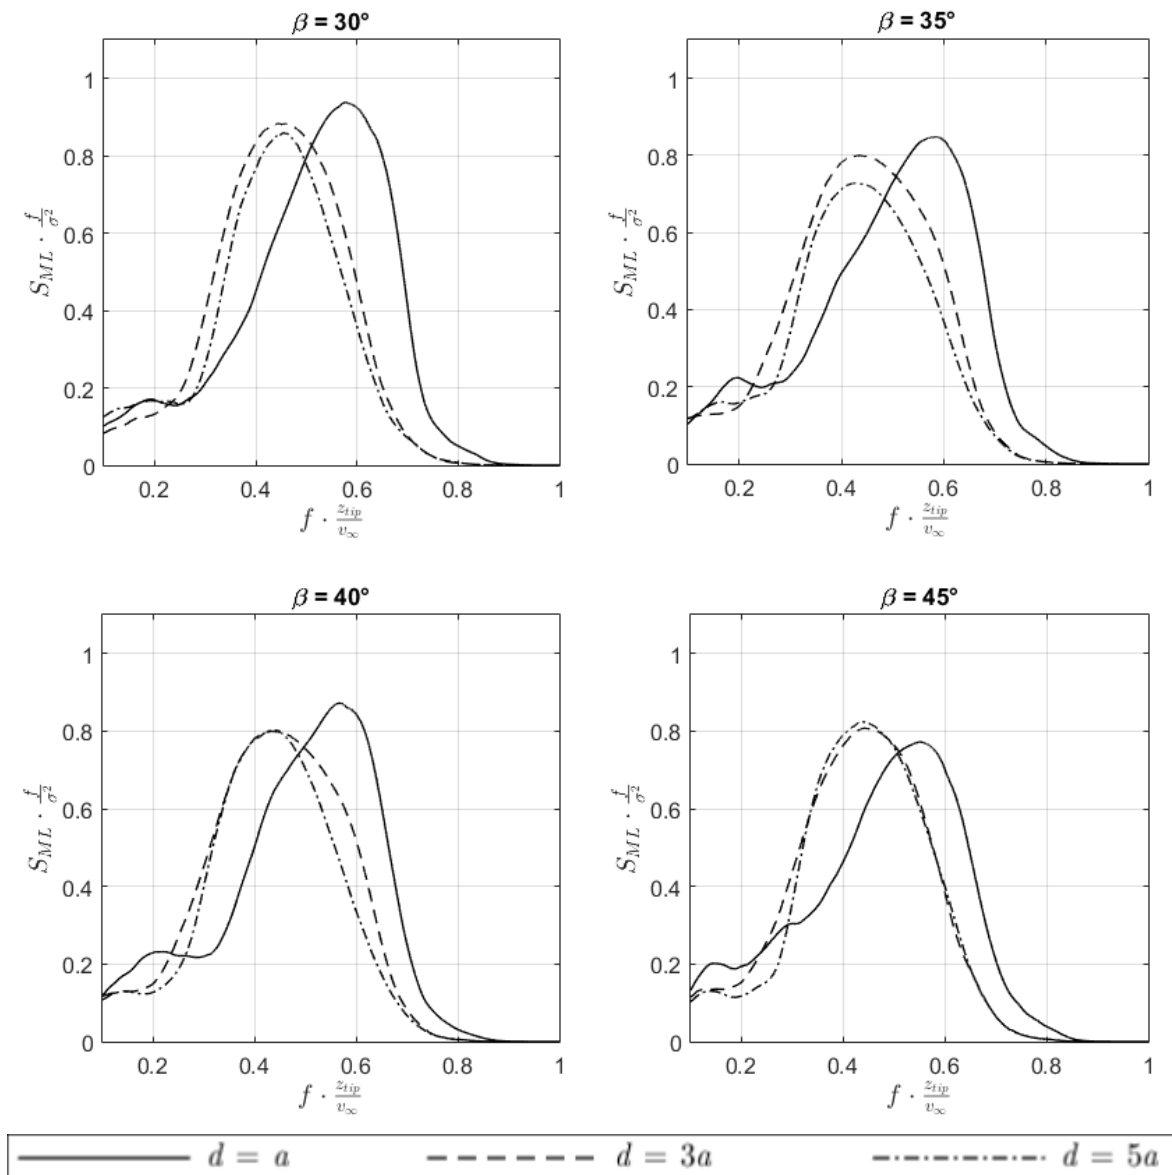 β = 30°
1
0.8
0.6
0.4
0.2
0
0.2 0.4 0.6 0.8 1
S_ML · f/σ²
f · z_tip/v_∞
β = 35°
1
0.8
0.6
0.4
0.2
0
0.2 0.4 0.6 0.8 1
S_ML · f/σ²
f · z_tip/v_∞
β = 40°
1
0.8
0.6
0.4
0.2
0
0.2 0.4 0.6 0.8 1
S_ML · f/σ²
f · z_tip/v_∞
β = 45°
1
0.8
0.6
0.4
0.2
0
0.2 0.4 0.6 0.8 1
S_ML · f/σ²
f · z_tip/v_∞
d = a d = 3a d = 5a